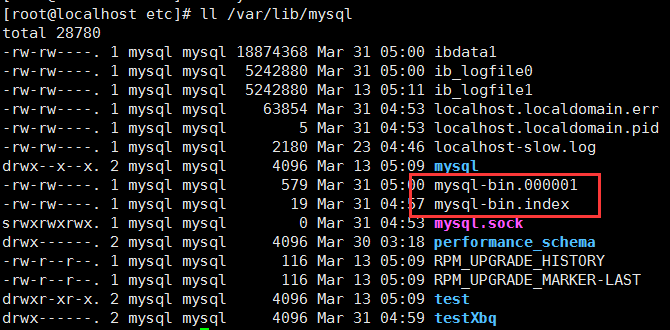 [root@localhost etc]# ll /var/lib/mysql
total 28780
-rw-rw----. 1 mysql mysql 18874368 Mar 31 05:00 ibdata1
-rw-rw----. 1 mysql mysql 5242880 Mar 31 05:00 ib_logfile0
-rw-rw----. 1 mysql mysql 5242880 Mar 13 05:11 ib_logfile1
-rw-rw----. 1 mysql mysql 63854 Mar 31 04:53 localhost.localdomain.err
-rw-rw----. 1 mysql mysql 5 Mar 31 04:53 localhost.localdomain.pid
-rw-rw----. 1 mysql mysql 2180 Mar 23 04:46 localhost-slow.log
drwx--x--x. 2 mysql mysql 4096 Mar 13 05:09 mysql
-rw-rw----. 1 mysql mysql 579 Mar 31 05:00 mysql-bin.000001
-rw-rw----. 1 mysql mysql 19 Mar 31 04:57 mysql-bin.index
srwxrwxrwx. 1 mysql mysql 0 Mar 31 04:53 mysql.sock
drwx------. 2 mysql mysql 4096 Mar 30 03:18 performance_schema
-rw-r--r--. 1 mysql mysql 116 Mar 13 05:09 RPM_UPGRADE_HISTORY
-rw-r--r--. 1 mysql mysql 116 Mar 13 05:09 RPM_UPGRADE_MARKER-LAST
drwxr-xr-x. 2 mysql mysql 4096 Mar 13 05:09 test
drwx------. 2 mysql mysql 4096 Mar 31 04:59 testXbq